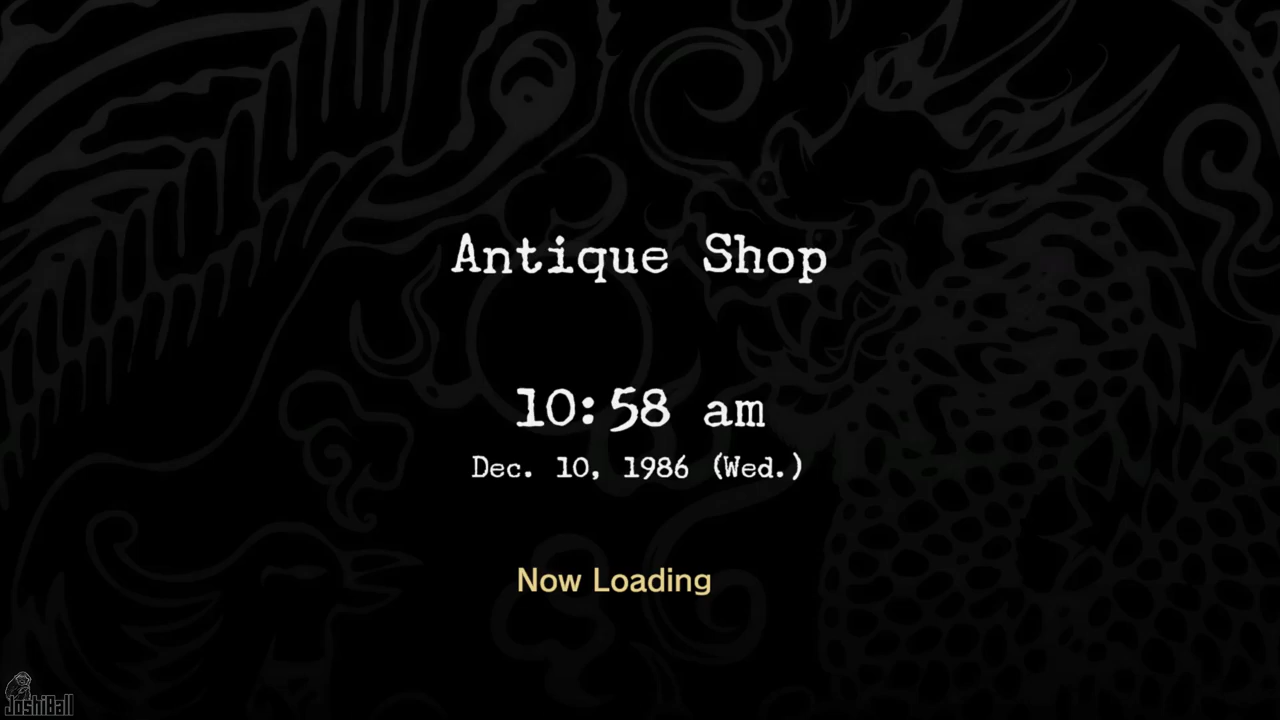 Antique Shop
10:58 am
Dec. 10, 1986 (Wed.)
Now Loading
JoshiBall